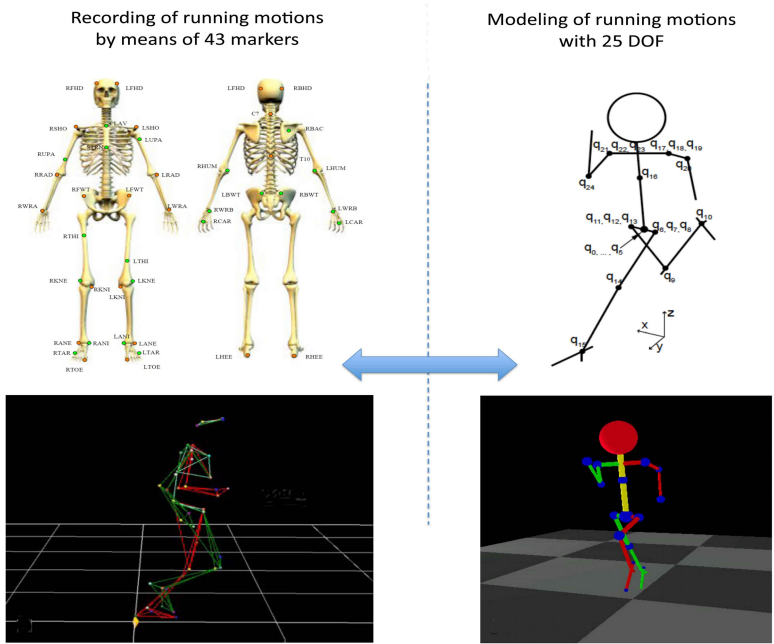 Recording of running motions
by means of 43 markers
Modeling of running motions
with 25 DOF
RFHD
LFHD
CLAV
RSHO
LSHO
LUPA
STRN
RUPA
RRAD
LRAD
RFWT
LFWT
RWRA
LWRA
RTHI
LTHI
RKNE
RKNI
LKNE
LKNI
LANI
RANE
RANI
LANE
RTAR
LTAR
RTOE
LTOE
LFHD
RBHD
C7
RBAC
T10
RHUM
LHUM
LBWT
RBWT
RWRB
LWRB
RCAR
LCAR
LHEE
RHEE
q21, q22, q23
q17, q18, q19
q20
q24
q16
q11, q12, q13
q10
q6, q7, q8
q0, ... , q5
q9
q14
q15
z
x
y